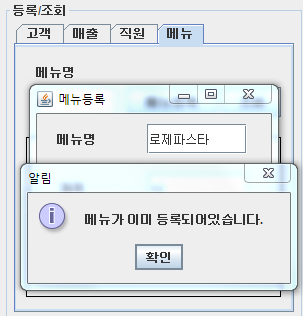 등록/조회
고객 매출 직원 메뉴
메뉴명
메뉴등록
메뉴명 로제파스타
알림
메뉴가 이미 등록되어있습니다.
확인